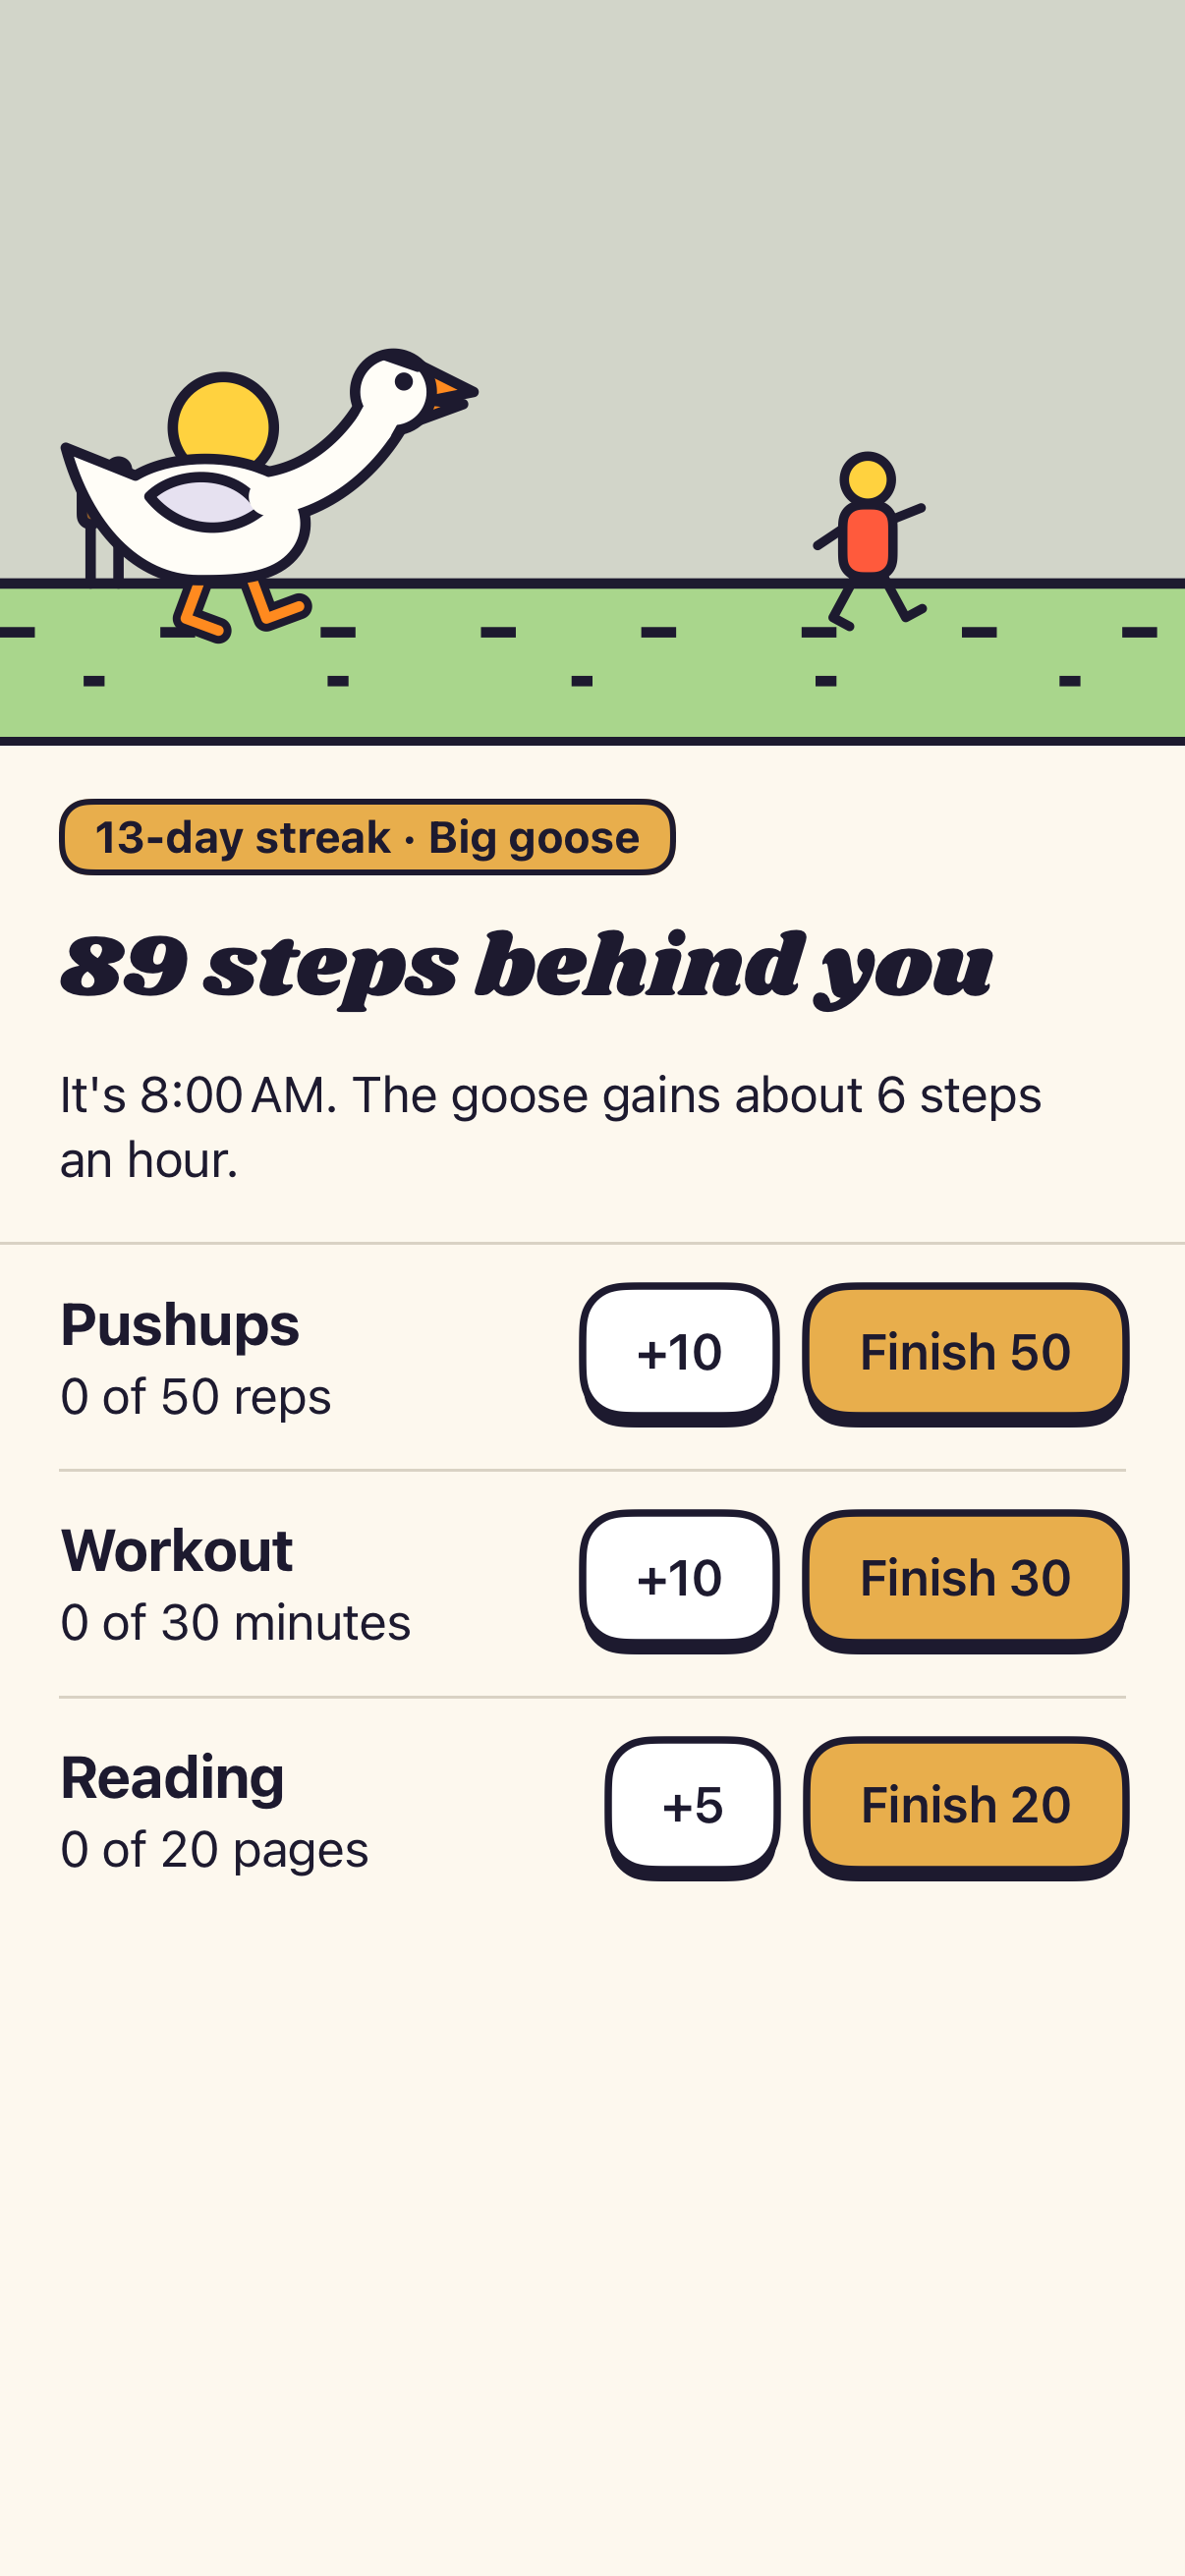 13-day streak · Big goose
89 steps behind you
It's 8:00 AM. The goose gains about 6 steps
an hour.
Pushups
0 of 50 reps
+10
Finish 50
Workout
0 of 30 minutes
+10
Finish 30
Reading
0 of 20 pages
+5
Finish 20